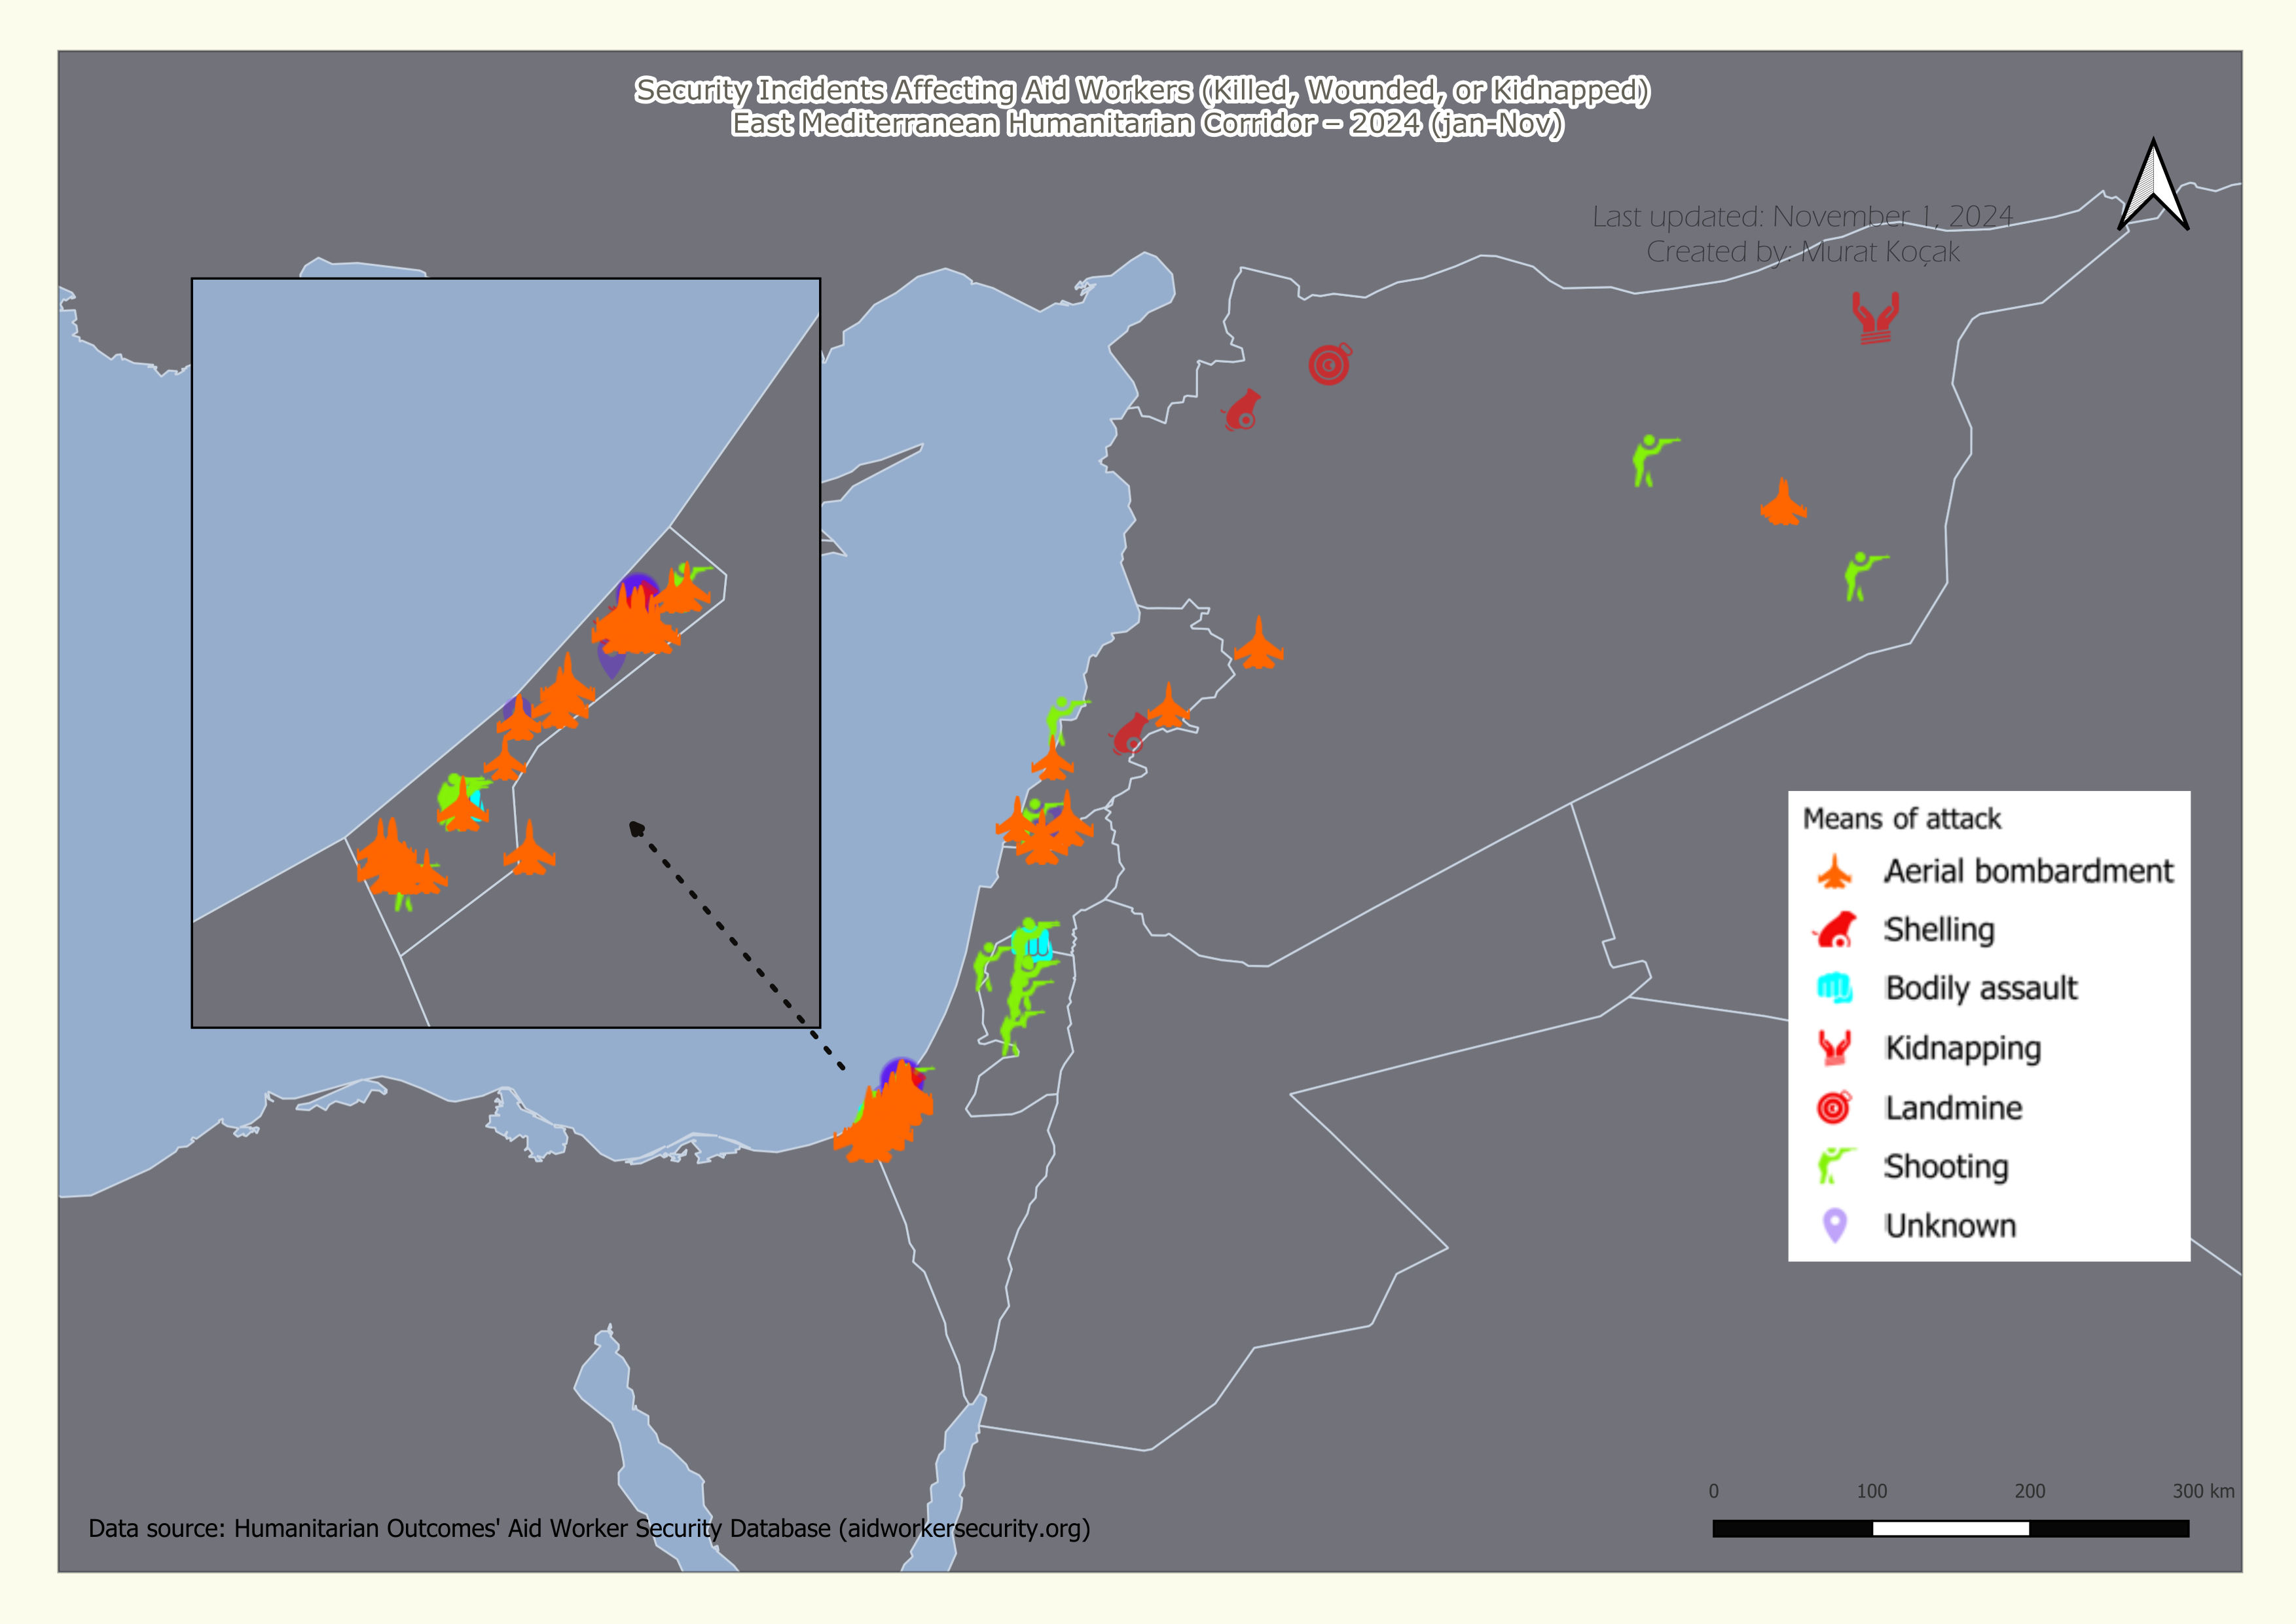 Security Incidents Affecting Aid Workers (Killed, Wounded, or Kidnapped)
East Mediterranean Humanitarian Corridor – 2024 (jan-Nov)
Last updated: November 1, 2024
Created by: Murat Koçak
Means of attack
Aerial bombardment
Shelling
Bodily assault
Kidnapping
Landmine
Shooting
Unknown
0 100 200 300 km
Data source: Humanitarian Outcomes' Aid Worker Security Database (aidworkersecurity.org)